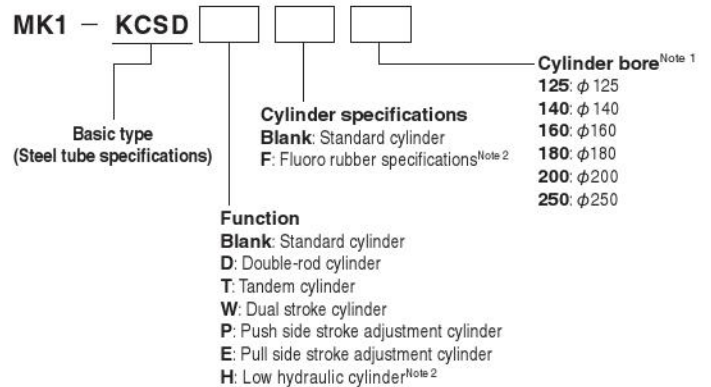 MK1 – KCSD
Basic type
(Steel tube specifications)
Cylinder specifications
Blank: Standard cylinder
F: Fluoro rubber specifications Note 2
Cylinder bore Note 1
125: ϕ125
140: ϕ140
160: ϕ160
180: ϕ180
200: ϕ200
250: ϕ250
Function
Blank: Standard cylinder
D: Double-rod cylinder
T: Tandem cylinder
W: Dual stroke cylinder
P: Push side stroke adjustment cylinder
E: Pull side stroke adjustment cylinder
H: Low hydraulic cylinder Note 2